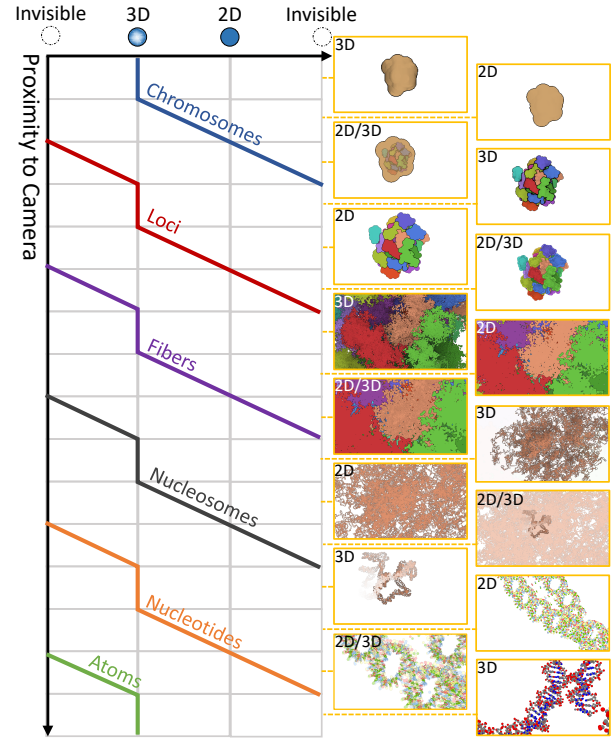 Invisible
3D
2D
Invisible
Proximity to Camera
Chromosomes
Loci
Fibers
Nucleosomes
Nucleotides
Atoms
3D
2D
2D/3D
3D
2D
2D/3D
3D
2D
2D/3D
3D
2D
2D/3D
3D
2D
2D/3D
3D